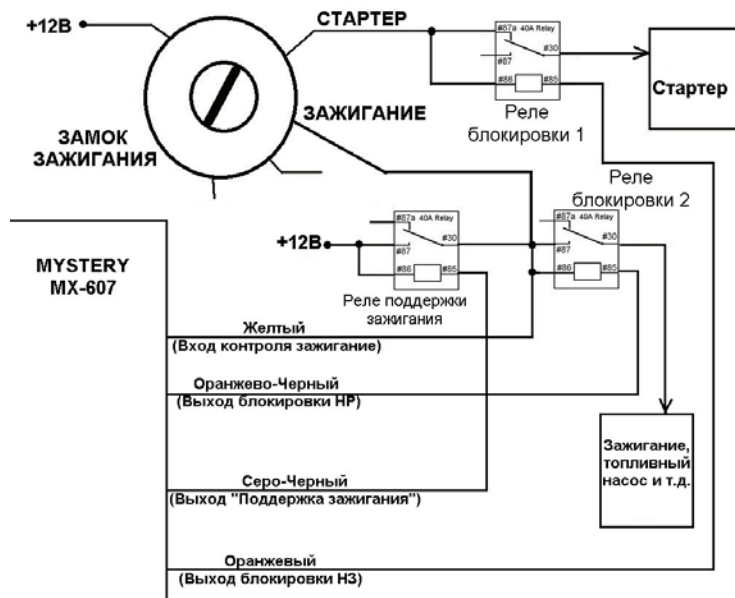 +12В
СТАРТЕР
ЗАМОК
ЗАЖИГАНИЯ
ЗАЖИГАНИЕ
#87a 40A Relay
#30
#87
#86 #85
Реле
блокировки 1
Стартер
Реле
блокировки 2
#87a 40A Relay
#30
#87
#86 #85
+12В
#87a 40A Relay
#30
#87
#86 #85
Реле поддержки
зажигания
MYSTERY
MX-607
Желтый
(Вход контроля зажигание)
Оранжево-Черный
(Выход блокировки НР)
Серо-Черный
(Выход "Поддержка зажигания")
Оранжевый
(Выход блокировки НЗ)
Зажигание,
топливный
насос и т.д.